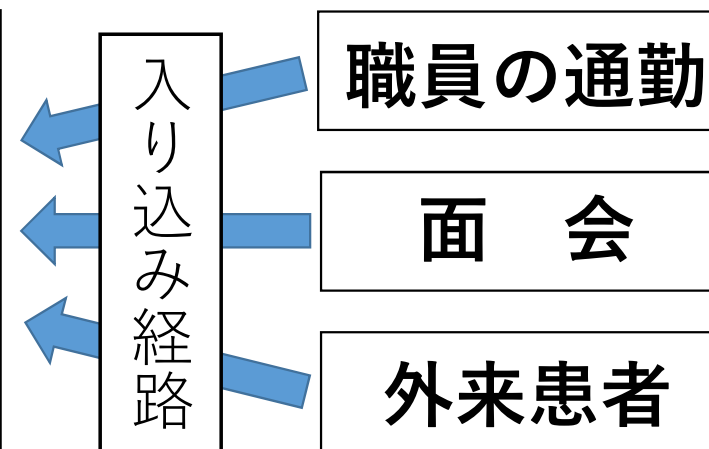 入り込み経路
職員の通勤
面　会
外来患者